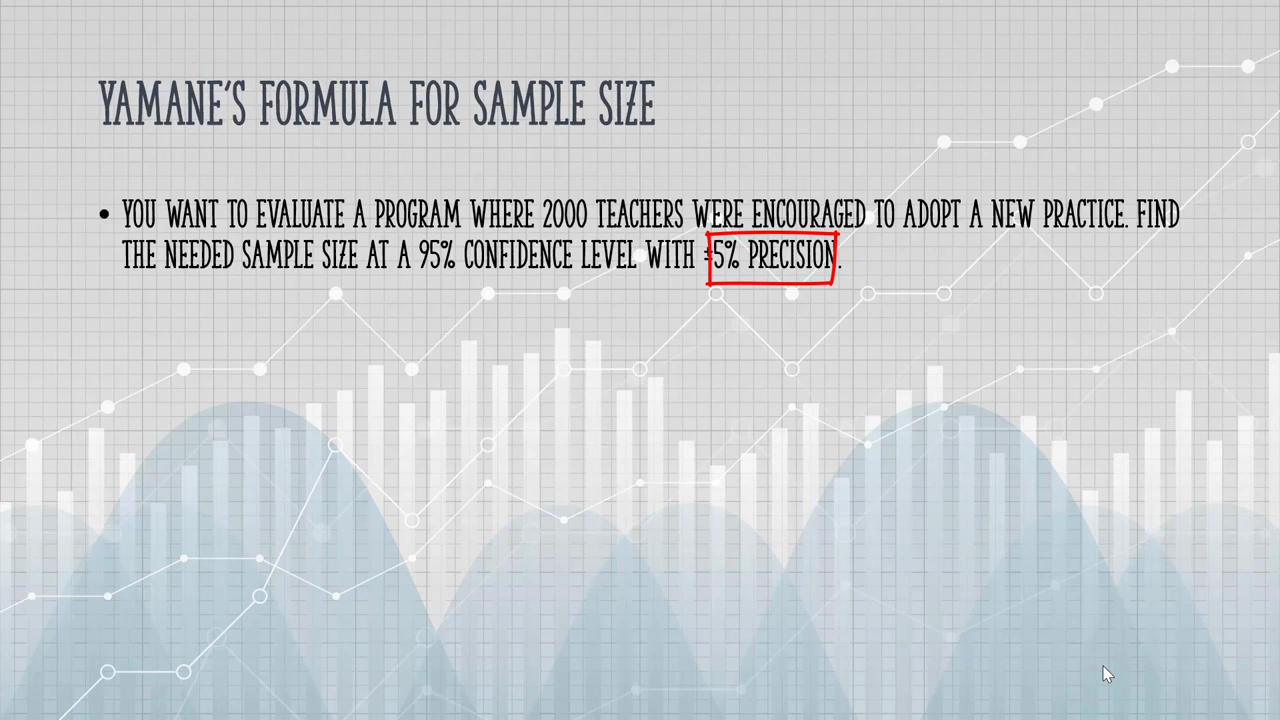 YAMANE'S FORMULA FOR SAMPLE SIZE
• YOU WANT TO EVALUATE A PROGRAM WHERE 2000 TEACHERS WERE ENCOURAGED TO ADOPT A NEW PRACTICE. FIND
THE NEEDED SAMPLE SIZE AT A 95% CONFIDENCE LEVEL WITH ±5% PRECISION.